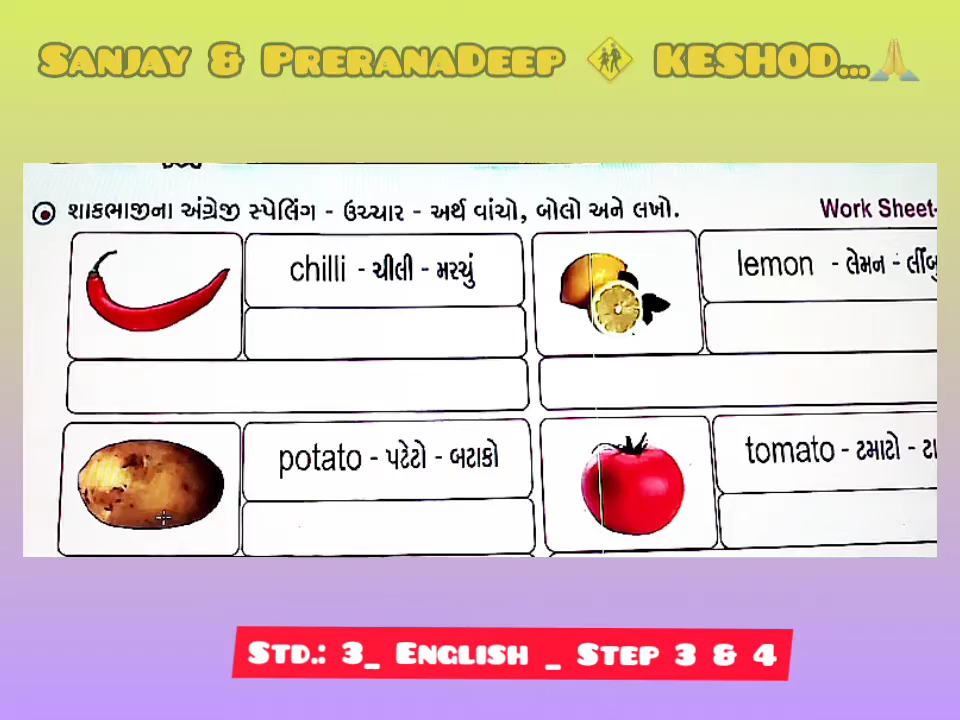 SANJAY & PRERANADEEP 🚸 KESHOD...🙏
શાકભાજીના અંગ્રેજી સ્પેલિંગ - ઉચ્ચાર - અર્થ વાંચો, બોલો અને લખો.
Work Sheet-
chilli - ચીલી - મરચું
lemon - લેમન - લીંબુ
potato - પટેટો - બટાકો
tomato - ટમાટો - ટા
STD.: 3_ ENGLISH _ STEP 3 & 4